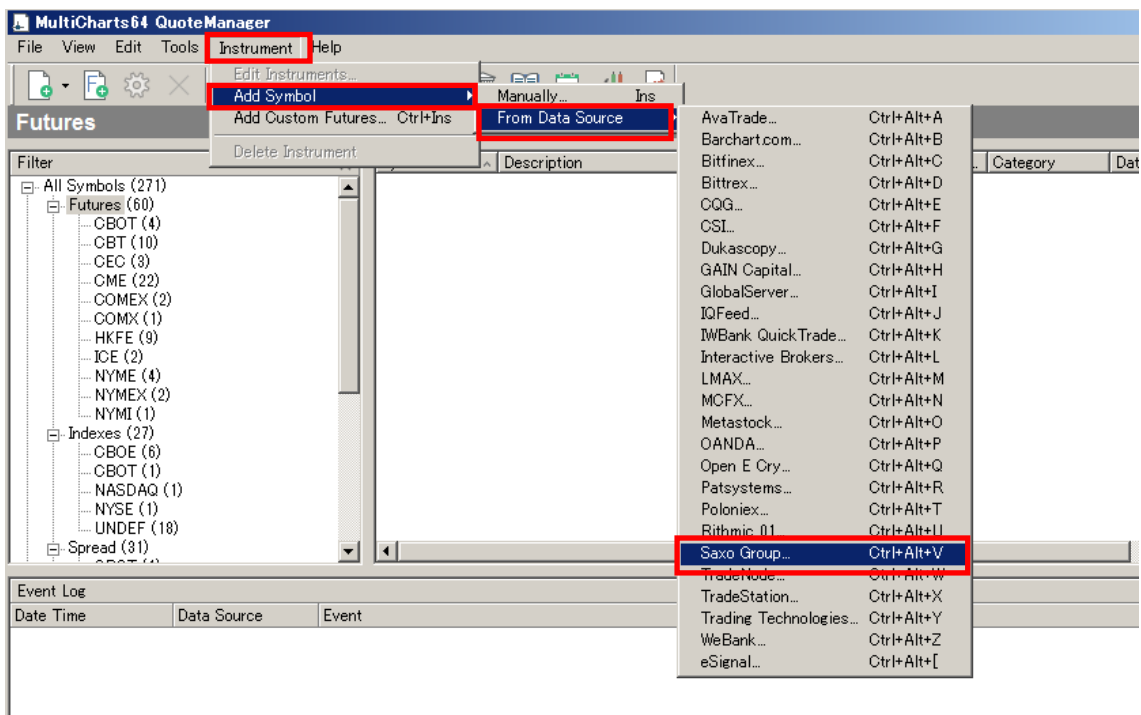 MultiCharts64 QuoteManager
File View Edit Tools Instrument Help
Edit Instruments...
Add Symbol
Add Custom Futures... Ctrl+Ins
Delete Instrument
Manually... Ins
From Data Source
AvaTrade... Ctrl+Alt+A
Barchart.com... Ctrl+Alt+B
Bitfinex... Ctrl+Alt+C
Bittrex... Ctrl+Alt+D
CQG... Ctrl+Alt+E
CSI... Ctrl+Alt+F
Dukascopy... Ctrl+Alt+G
GAIN Capital... Ctrl+Alt+H
GlobalServer... Ctrl+Alt+I
IQFeed... Ctrl+Alt+J
IWBank QuickTrade... Ctrl+Alt+K
Interactive Brokers... Ctrl+Alt+L
LMAX... Ctrl+Alt+M
MCFX... Ctrl+Alt+N
Metastock... Ctrl+Alt+O
OANDA... Ctrl+Alt+P
Open E Cry... Ctrl+Alt+Q
Patsystems... Ctrl+Alt+R
Poloniex... Ctrl+Alt+T
Rithmic 01... Ctrl+Alt+U
Saxo Group... Ctrl+Alt+V
TradeNode... Ctrl+Alt+W
TradeStation... Ctrl+Alt+X
Trading Technologies... Ctrl+Alt+Y
WeBank... Ctrl+Alt+Z
eSignal... Ctrl+Alt+[
Futures
Filter
Description
Category
Dat
All Symbols (271)
Futures (60)
CBOT (4)
CBT (10)
CEC (3)
CME (22)
COMEX (2)
COMX (1)
HKFE (9)
ICE (2)
NYME (4)
NYMEX (2)
NYMI (1)
Indexes (27)
CBOE (6)
CBOT (1)
NASDAQ (1)
NYSE (1)
UNDEF (18)
Spread (31)
Event Log
Date Time Data Source Event